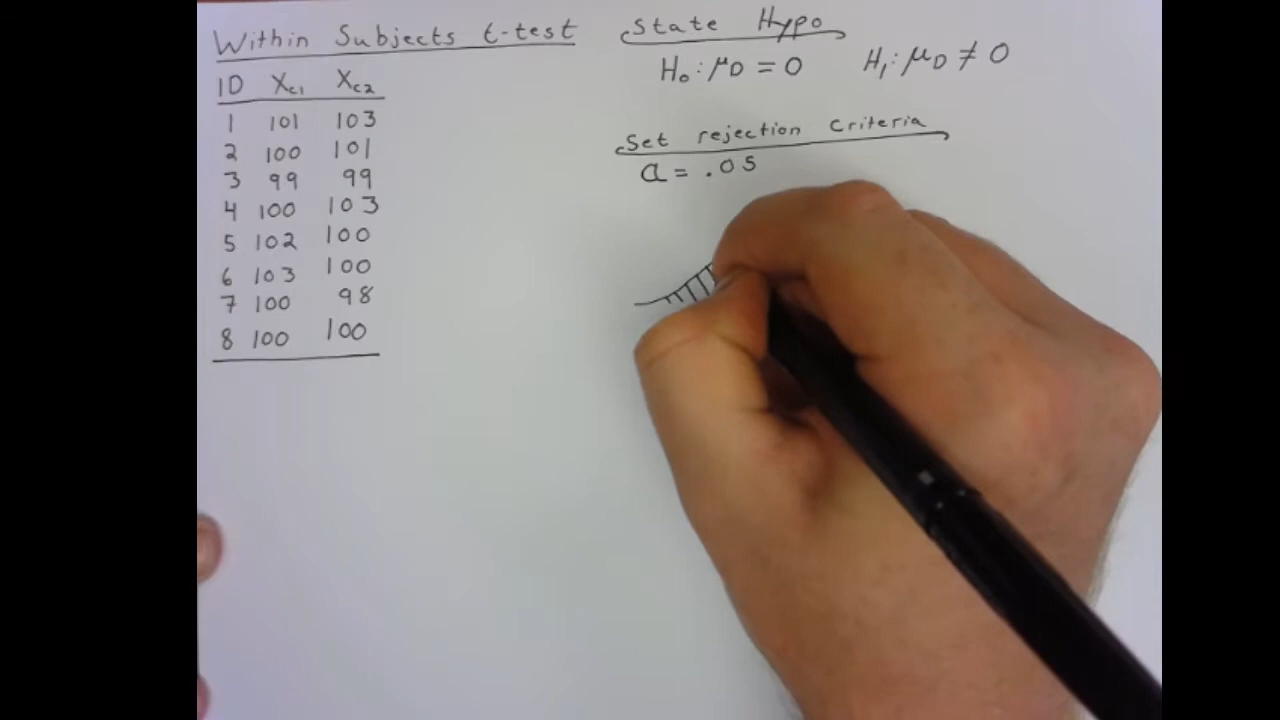 Within Subjects t-test
ID Xc1 Xc2
1 101 103
2 100 101
3 99 99
4 100 103
5 102 100
6 103 100
7 100 98
8 100 100
State Hypo
H₀: μD = 0 H₁: μD ≠ 0
Set rejection Criteria
α = .05